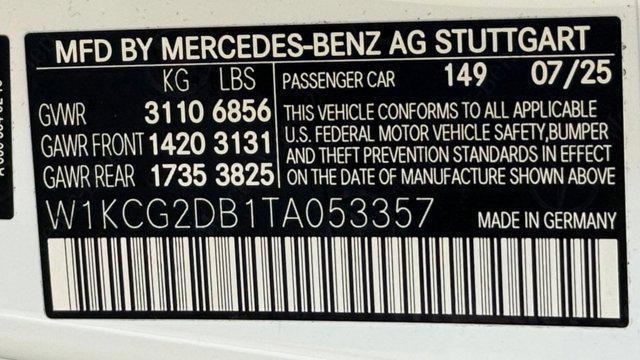 MFD BY MERCEDES-BENZ AG STUTTGART
KG LBS
GVWR 3110 6856
GAWR FRONT 1420 3131
GAWR REAR 1735 3825
PASSENGER CAR 149 07/25
THIS VEHICLE CONFORMS TO ALL APPLICABLE
U.S. FEDERAL MOTOR VEHICLE SAFETY,BUMPER
AND THEFT PREVENTION STANDARDS IN EFFECT
ON THE DATE OF MANUFACTURE SHOWN ABOVE
W1KCG2DB1TA053357
MADE IN GERMANY